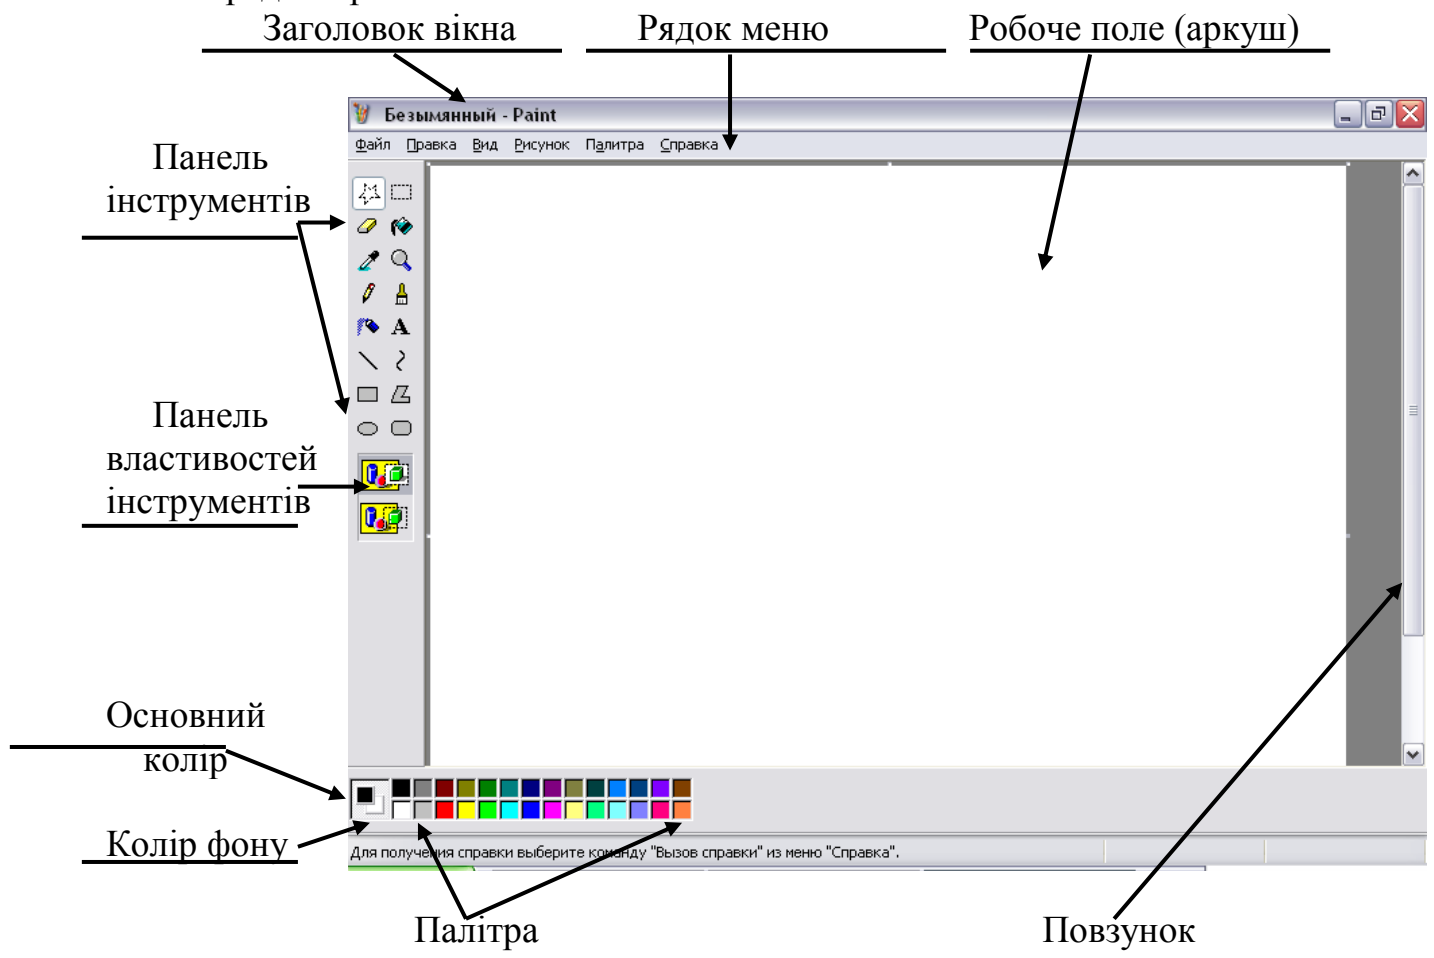 Заголовок вікна
Рядок меню
Робоче поле (аркуш)
Безымянный - Paint
Файл Правка Вид Рисунок Палитра Справка
Панель
інструментів
A
Панель
властивостей
інструментів
Основний
колір
Колір фону
Для получения справки выберите команду "Вызов справки" из меню "Справка".
Палітра
Повзунок